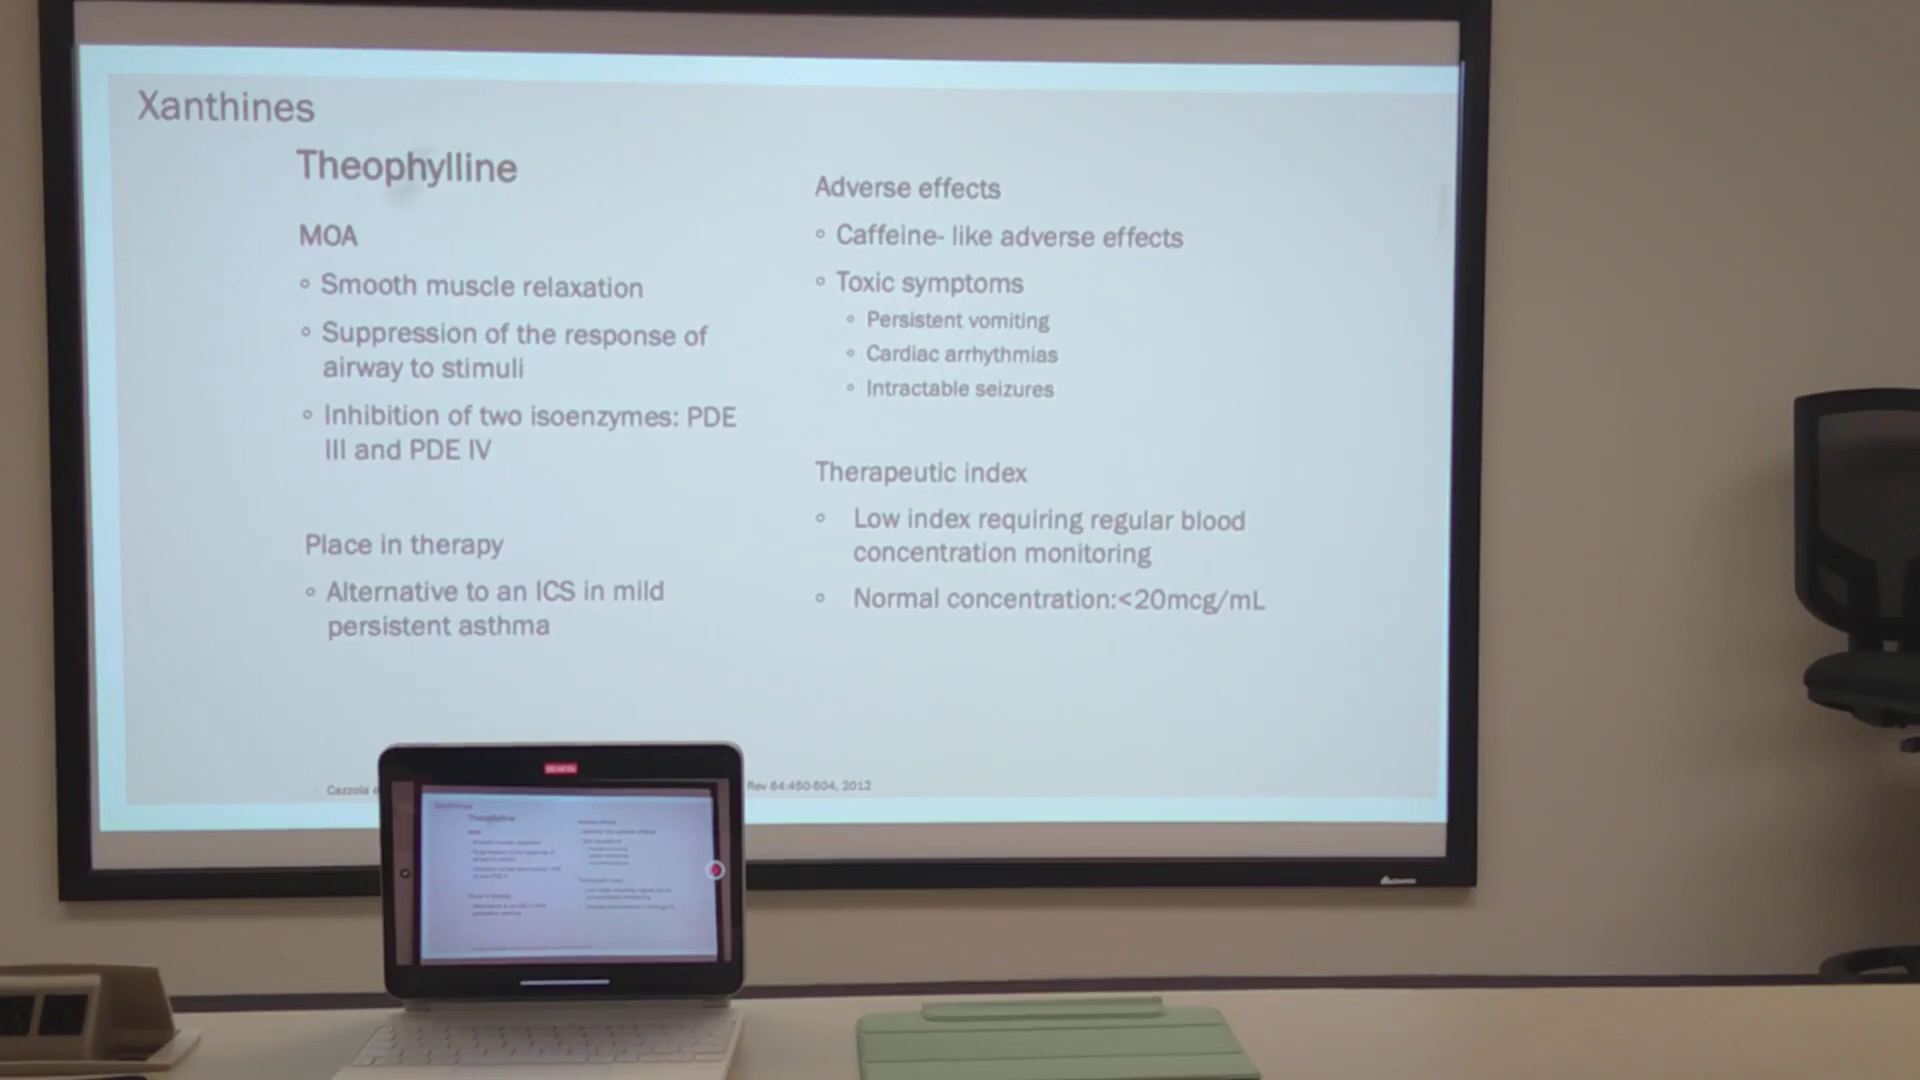 Xanthines
Theophylline
MOA
◦ Smooth muscle relaxation
◦ Suppression of the response of
airway to stimuli
◦ Inhibition of two isoenzymes: PDE
III and PDE IV
Place in therapy
◦ Alternative to an ICS in mild
persistent asthma
Adverse effects
◦ Caffeine- like adverse effects
◦ Toxic symptoms
◦ Persistent vomiting
◦ Cardiac arrhythmias
◦ Intractable seizures
Therapeutic index
◦ Low index requiring regular blood
concentration monitoring
◦ Normal concentration:<20mcg/mL
Cazzola
Rev 64:450-504, 2012